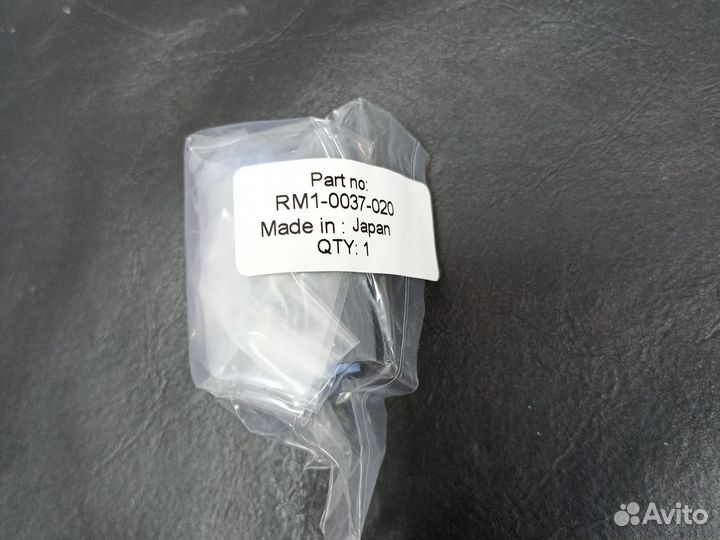 Part no:
RM1-0037-020
Made in : Japan
QTY: 1
Avito